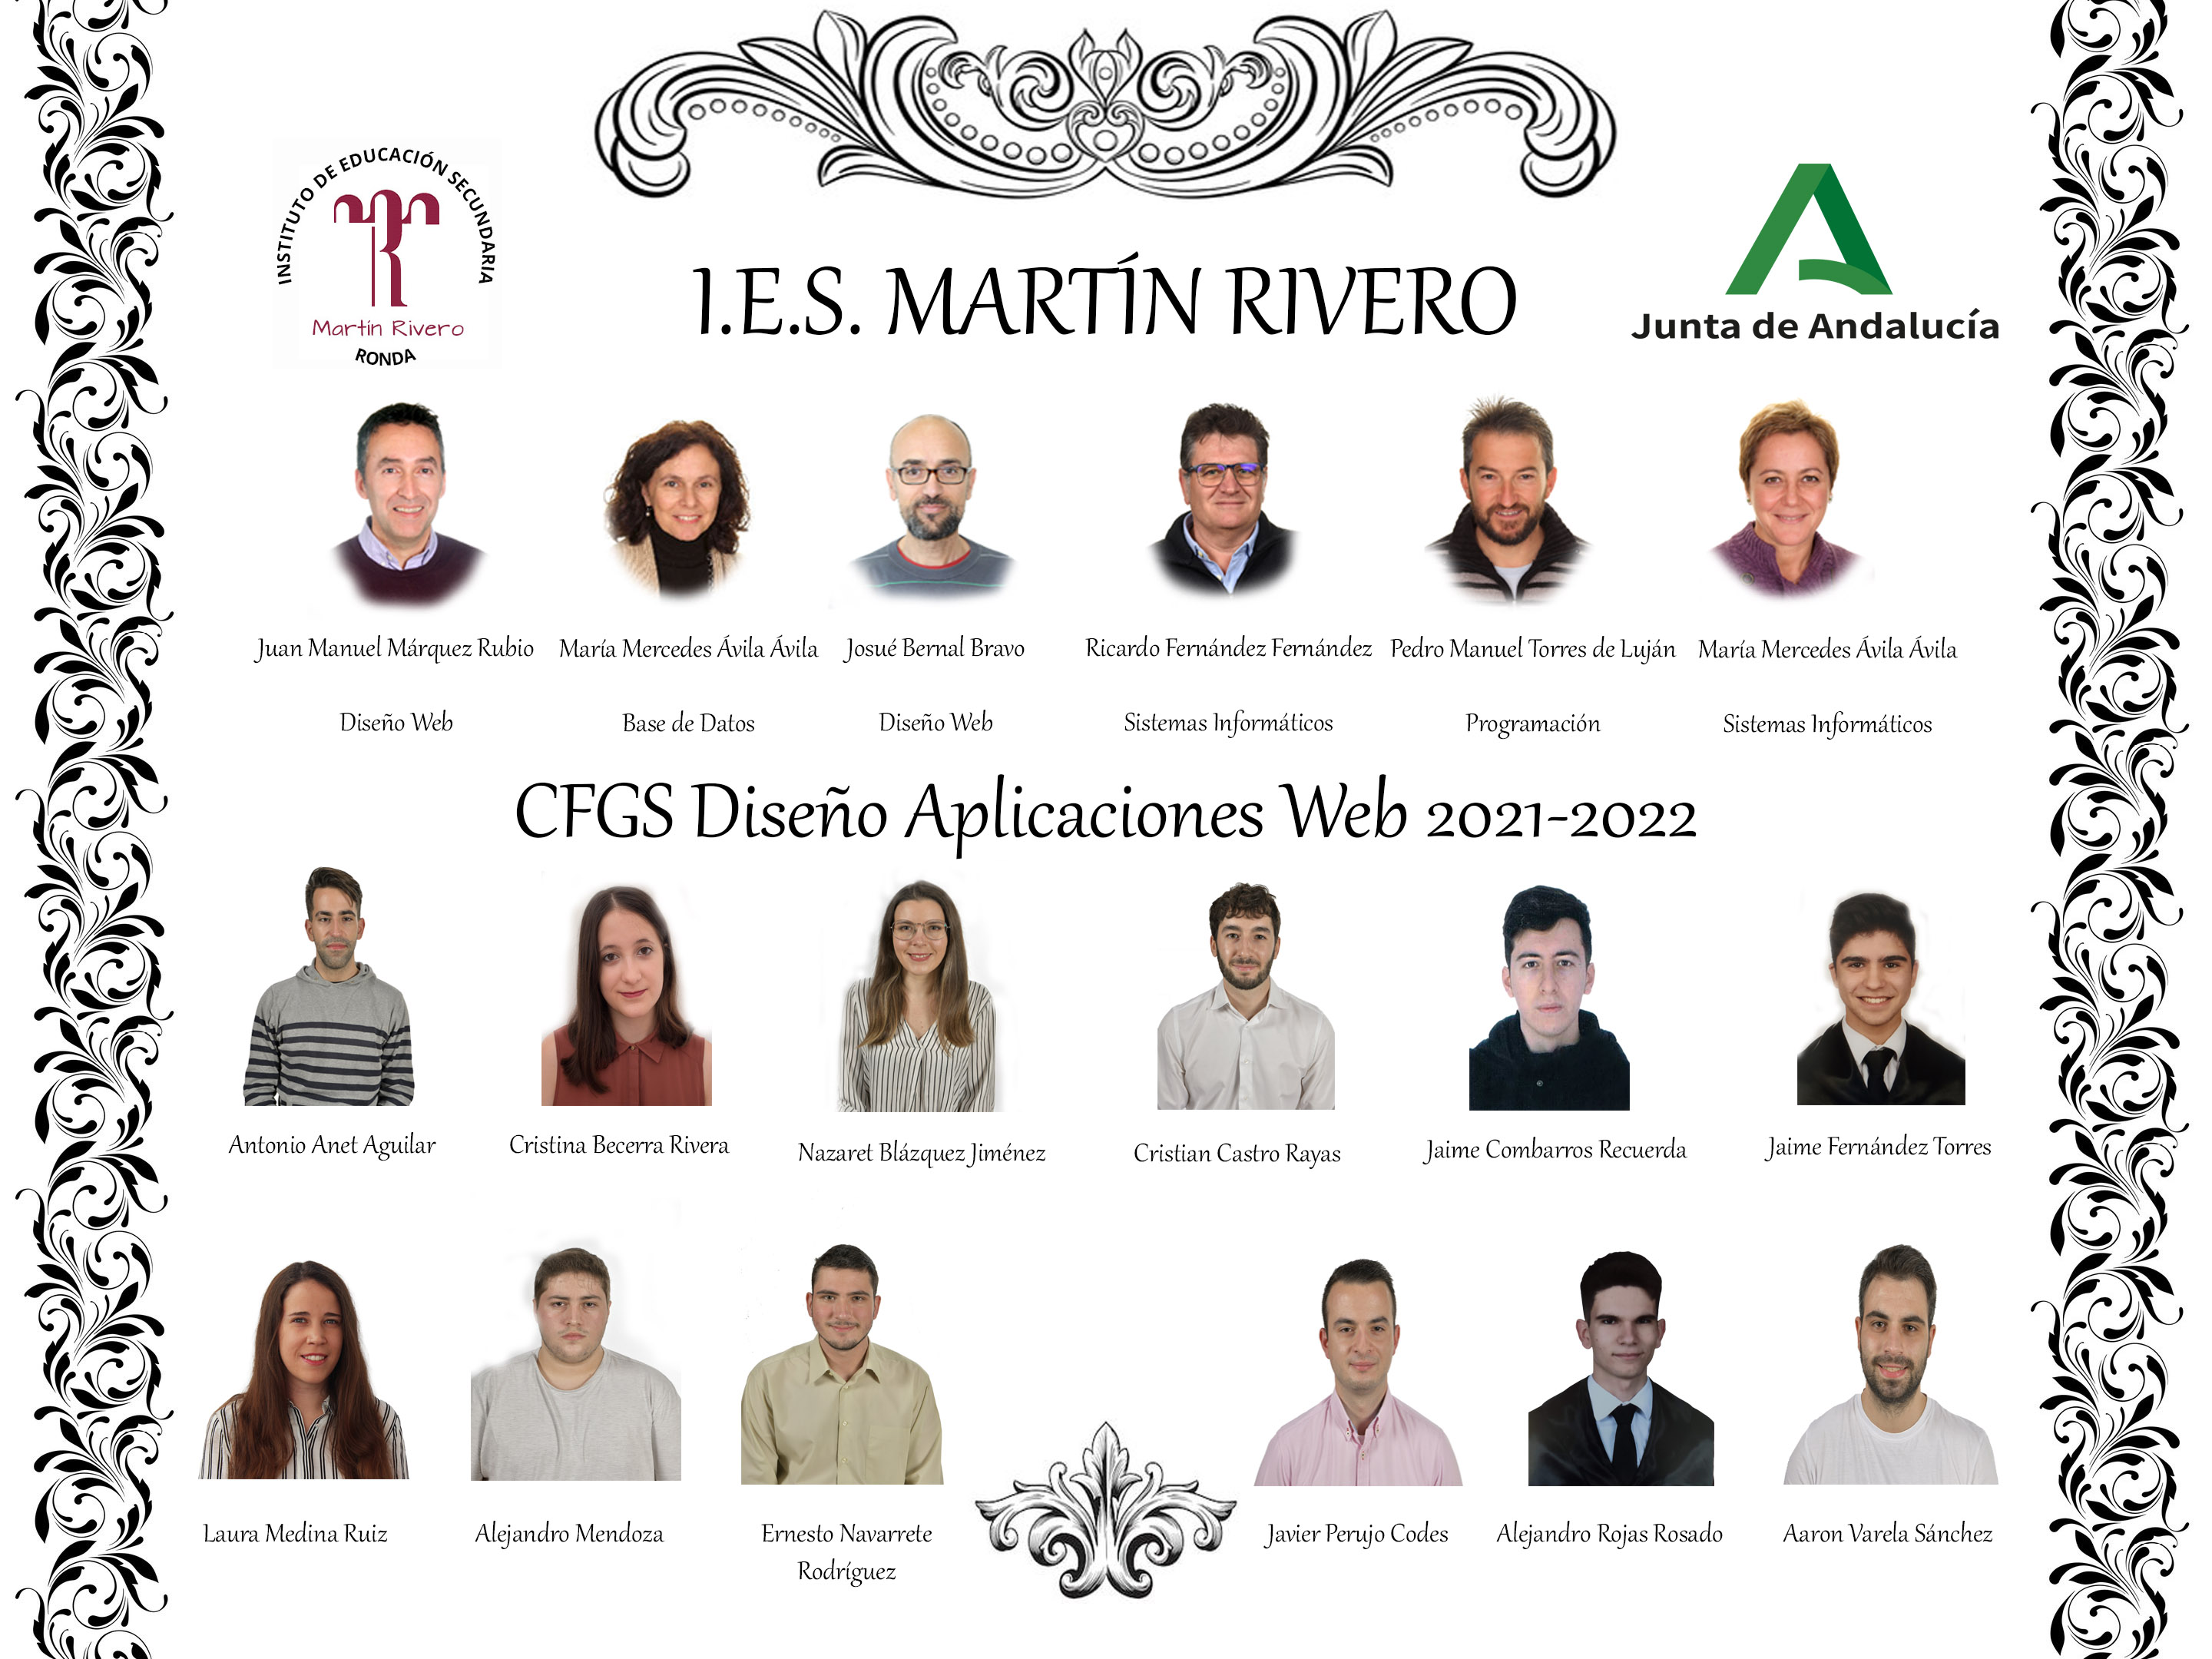 INSTITUTO DE EDUCACIÓN SECUNDARIA
Martín Rivero
RONDA
I.E.S. MARTÍN RIVERO
Junta de Andalucía
Juan Manuel Márquez Rubio
María Mercedes Ávila Ávila
Josué Bernal Bravo
Ricardo Fernández Fernández
Pedro Manuel Torres de Luján
María Mercedes Ávila Ávila
Diseño Web
Base de Datos
Diseño Web
Sistemas Informáticos
Programación
Sistemas Informáticos
CFGS Diseño Aplicaciones Web 2021-2022
Antonio Anet Aguilar
Cristina Becerra Rivera
Nazaret Blázquez Jiménez
Cristian Castro Rayas
Jaime Combarros Recuerda
Jaime Fernández Torres
Laura Medina Ruiz
Alejandro Mendoza
Ernesto Navarrete
Rodríguez
Javier Perujo Codes
Alejandro Rojas Rosado
Aaron Varela Sánchez